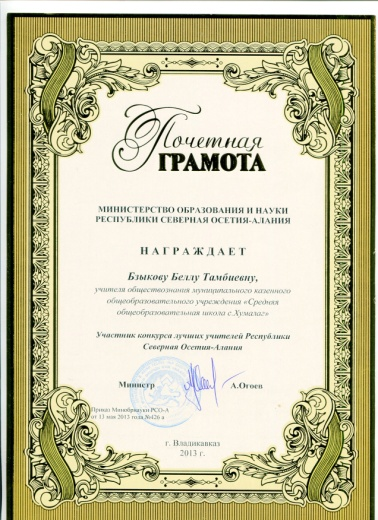 Почетная
ГРАМОТА
МИНИСТЕРСТВО ОБРАЗОВАНИЯ И НАУКИ
РЕСПУБЛИКИ СЕВЕРНАЯ ОСЕТИЯ-АЛАНИЯ
НАГРАЖДАЕТ
Бзыкову Беллу Тамбиевну,
учителя обществознания муниципального казенного
общеобразовательного учреждения «Средняя
общеобразовательная школа с.Хумалаг»
Участник конкурса лучших учителей Республики
Северная Осетия-Алания
Министр А.Огоев
Приказ Минобрнауки РСО-А
от 11 мая 2013 года №426 а
г. Владикавказ
2013 г.